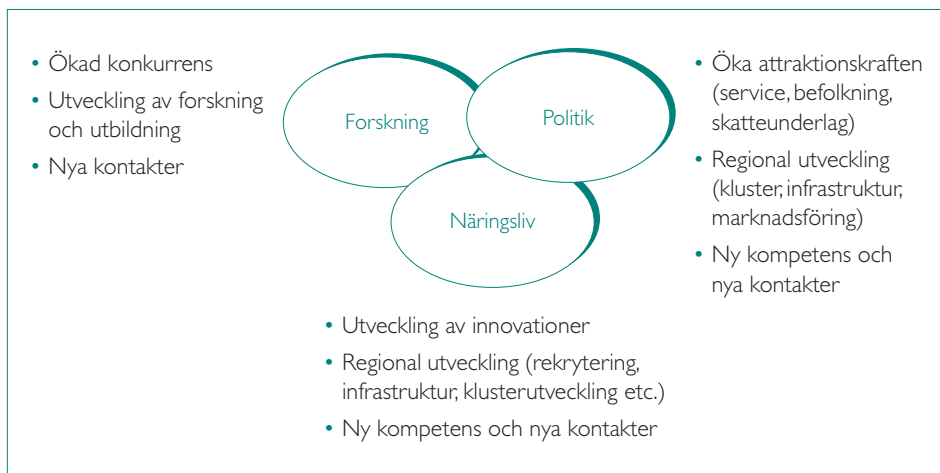 • Ökad konkurrens
• Utveckling av forskning
och utbildning
• Nya kontakter
Forskning
Politik
Näringsliv
• Öka attraktionskraften
(service, befolkning,
skatteunderlag)
• Regional utveckling
(kluster, infrastruktur,
marknadsföring)
• Ny kompetens och
nya kontakter
• Utveckling av innovationer
• Regional utveckling (rekrytering,
infrastruktur, klusterutveckling etc.)
• Ny kompetens och nya kontakter